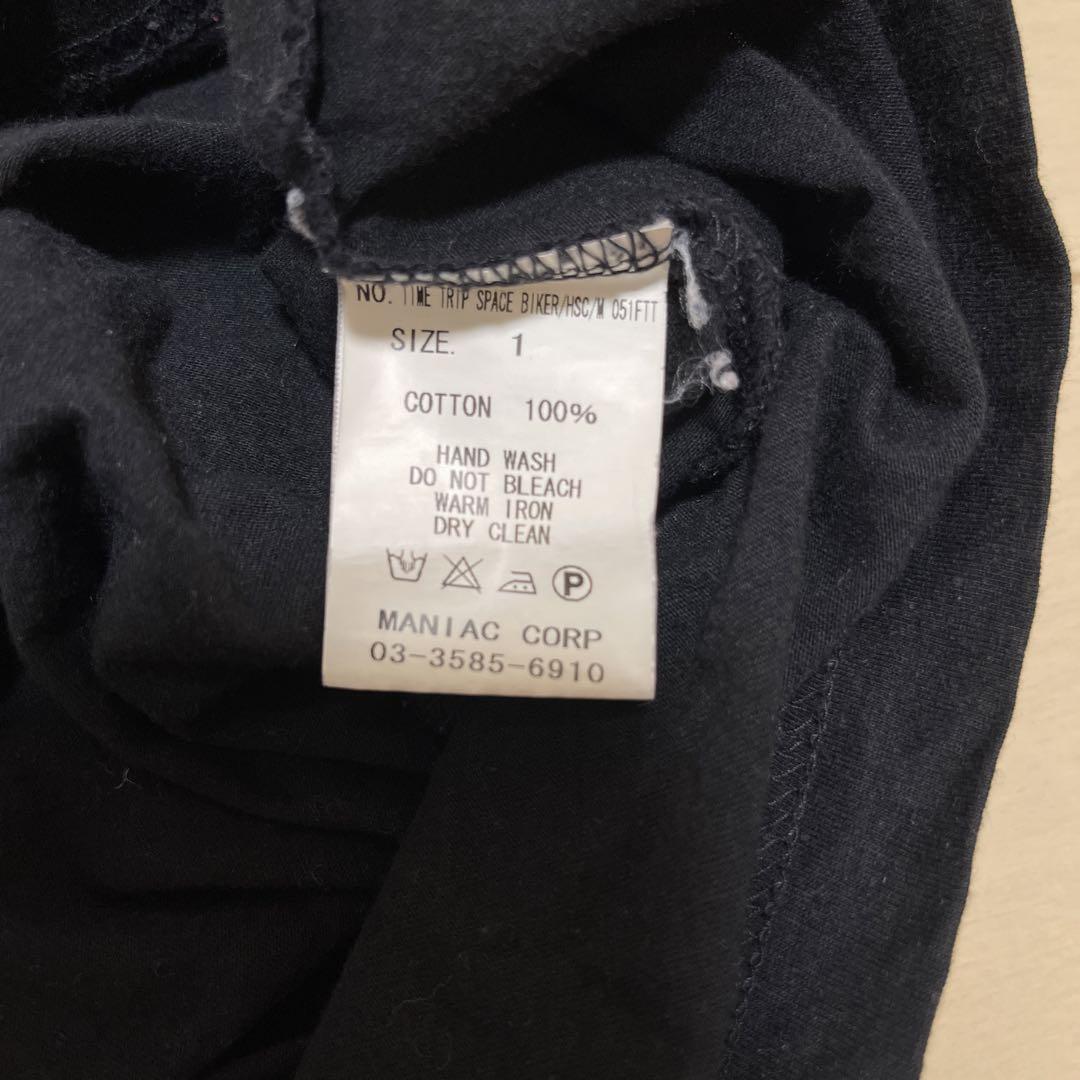 NO. TIME TRIP SPACE BIKER/HSC/M 051FTT
SIZE. 1
COTTON 100%
HAND WASH
DO NOT BLEACH
WARM IRON
DRY CLEAN
P
MANIAC CORP
03-3585-6910